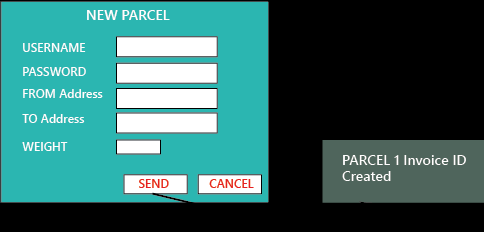 NEW PARCEL
USERNAME
PASSWORD
FROM Address
TO Address
WEIGHT
SEND CANCEL
PARCEL 1 Invoice ID
Created